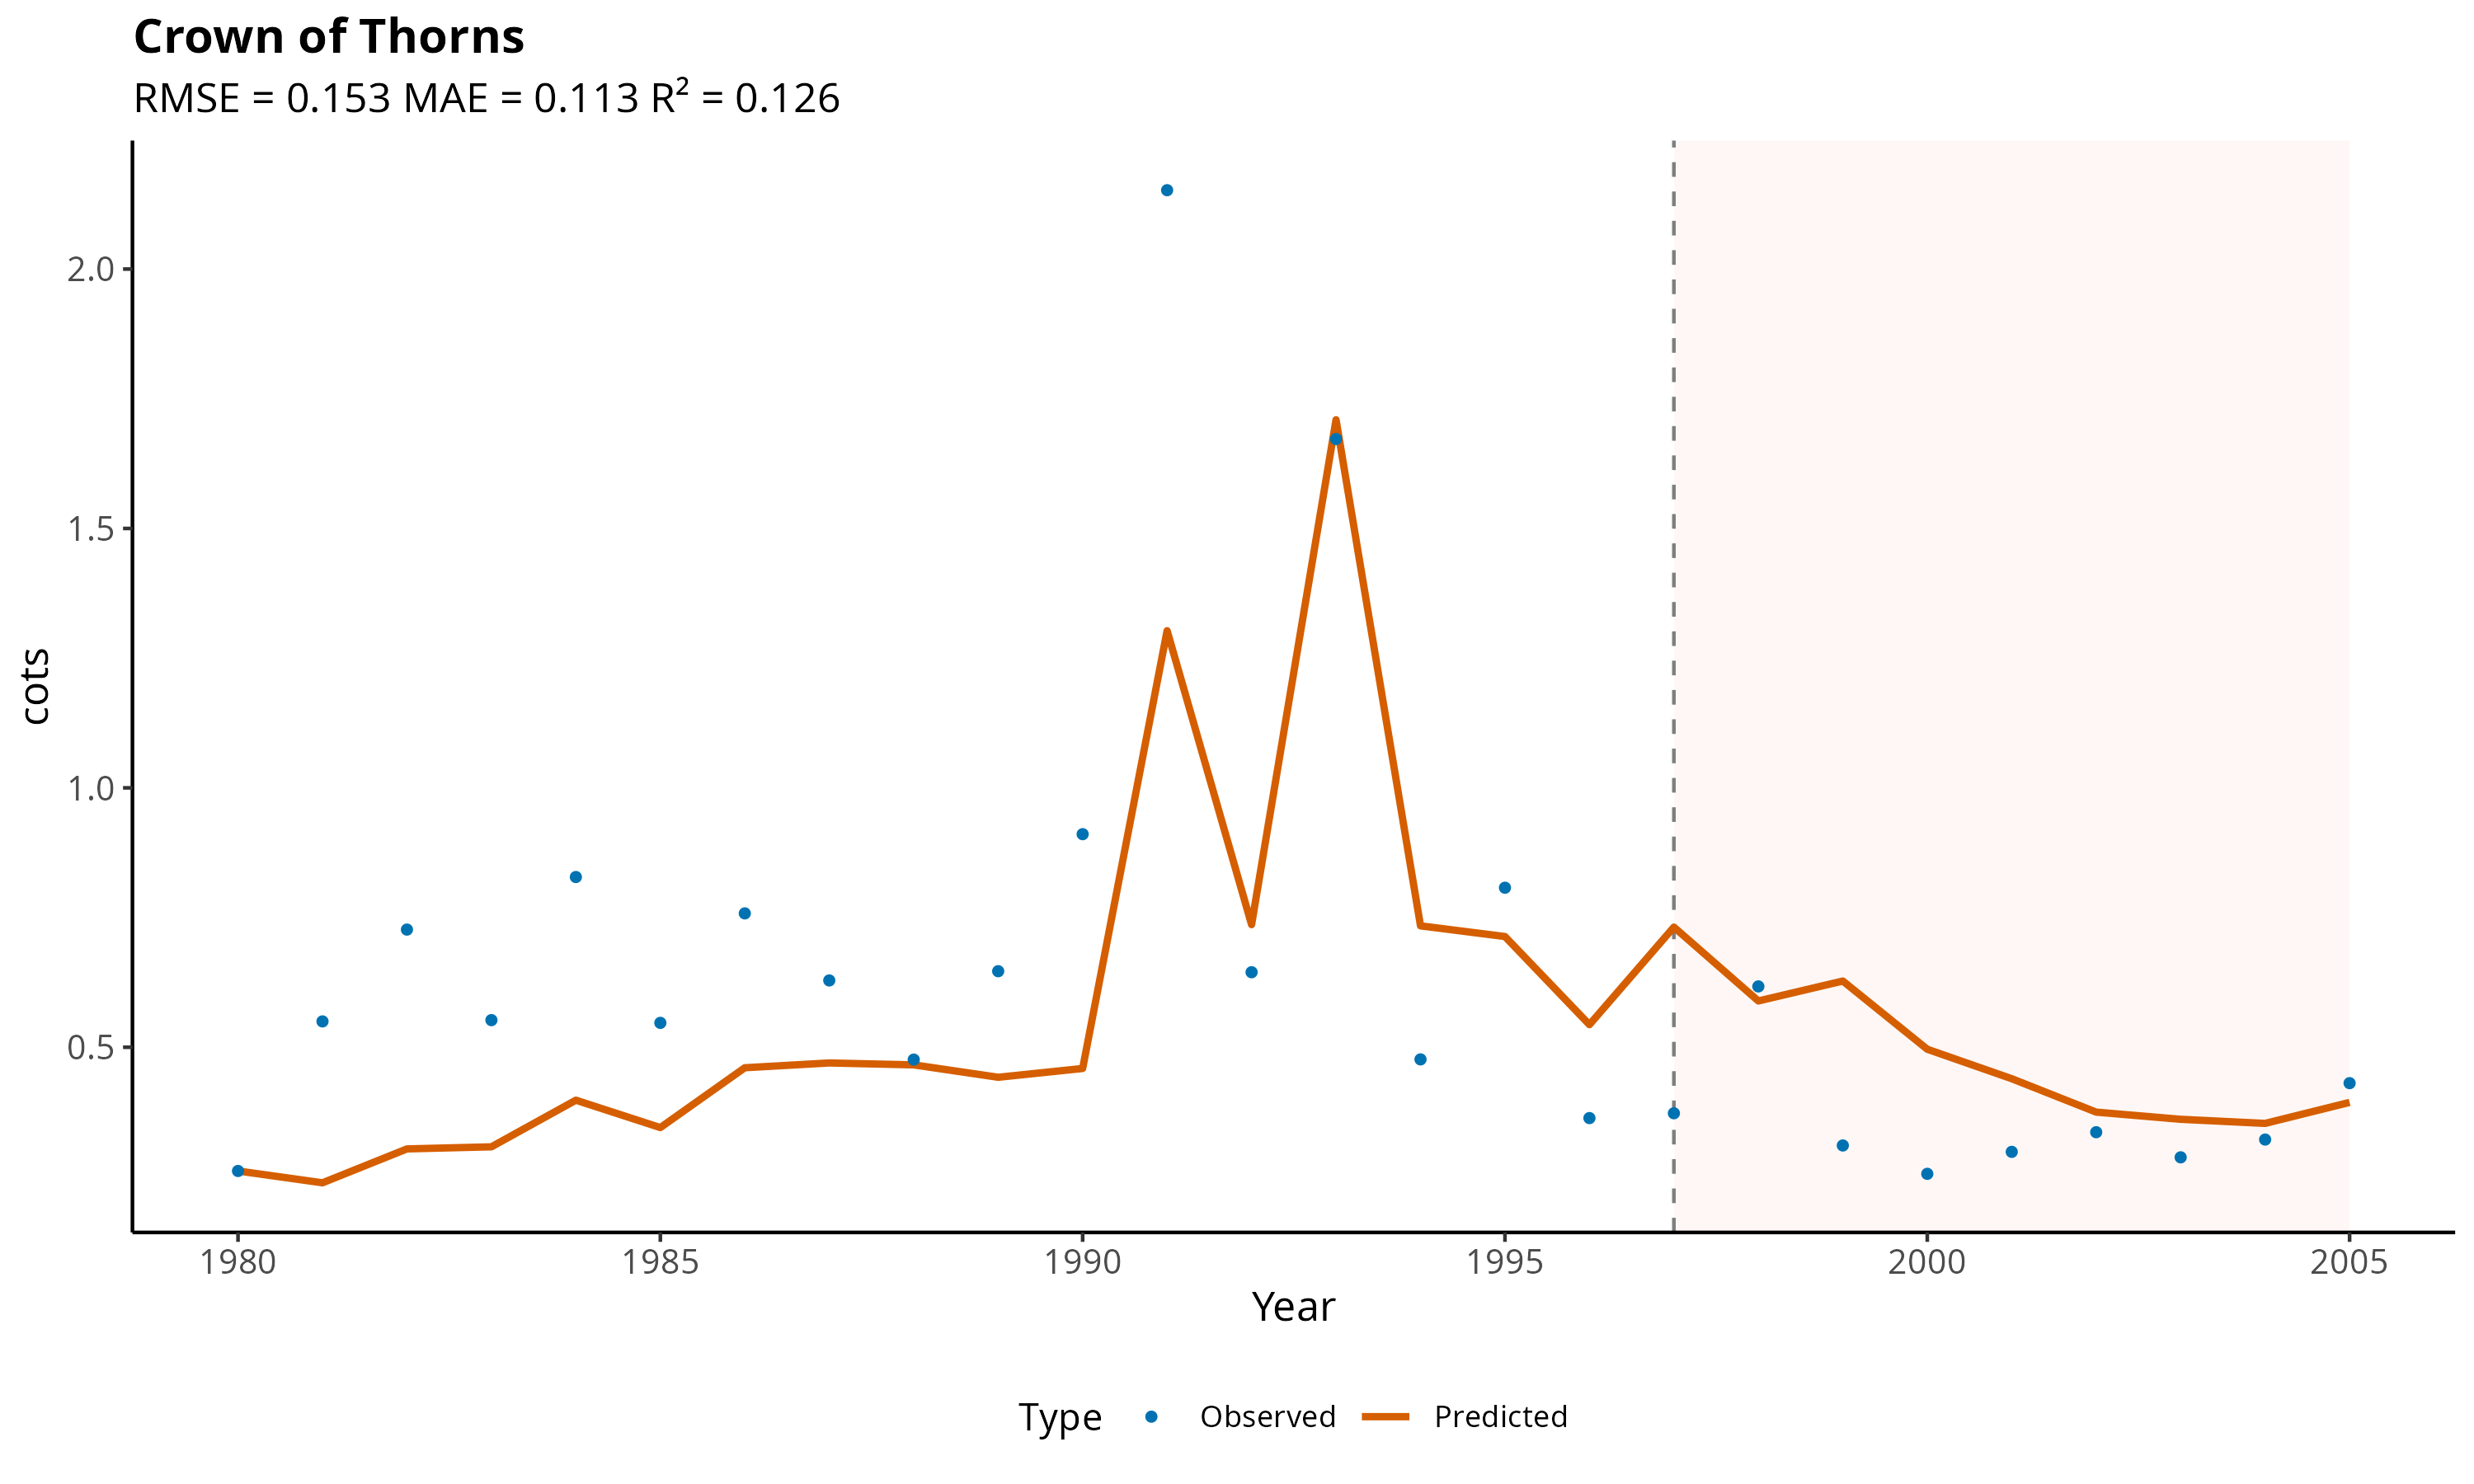 Crown of Thorns
RMSE = 0.153 MAE = 0.113 R² = 0.126
cots
2.0
1.5
1.0
0.5
1980 1985 1990 1995 2000 2005
Year
Type Observed Predicted